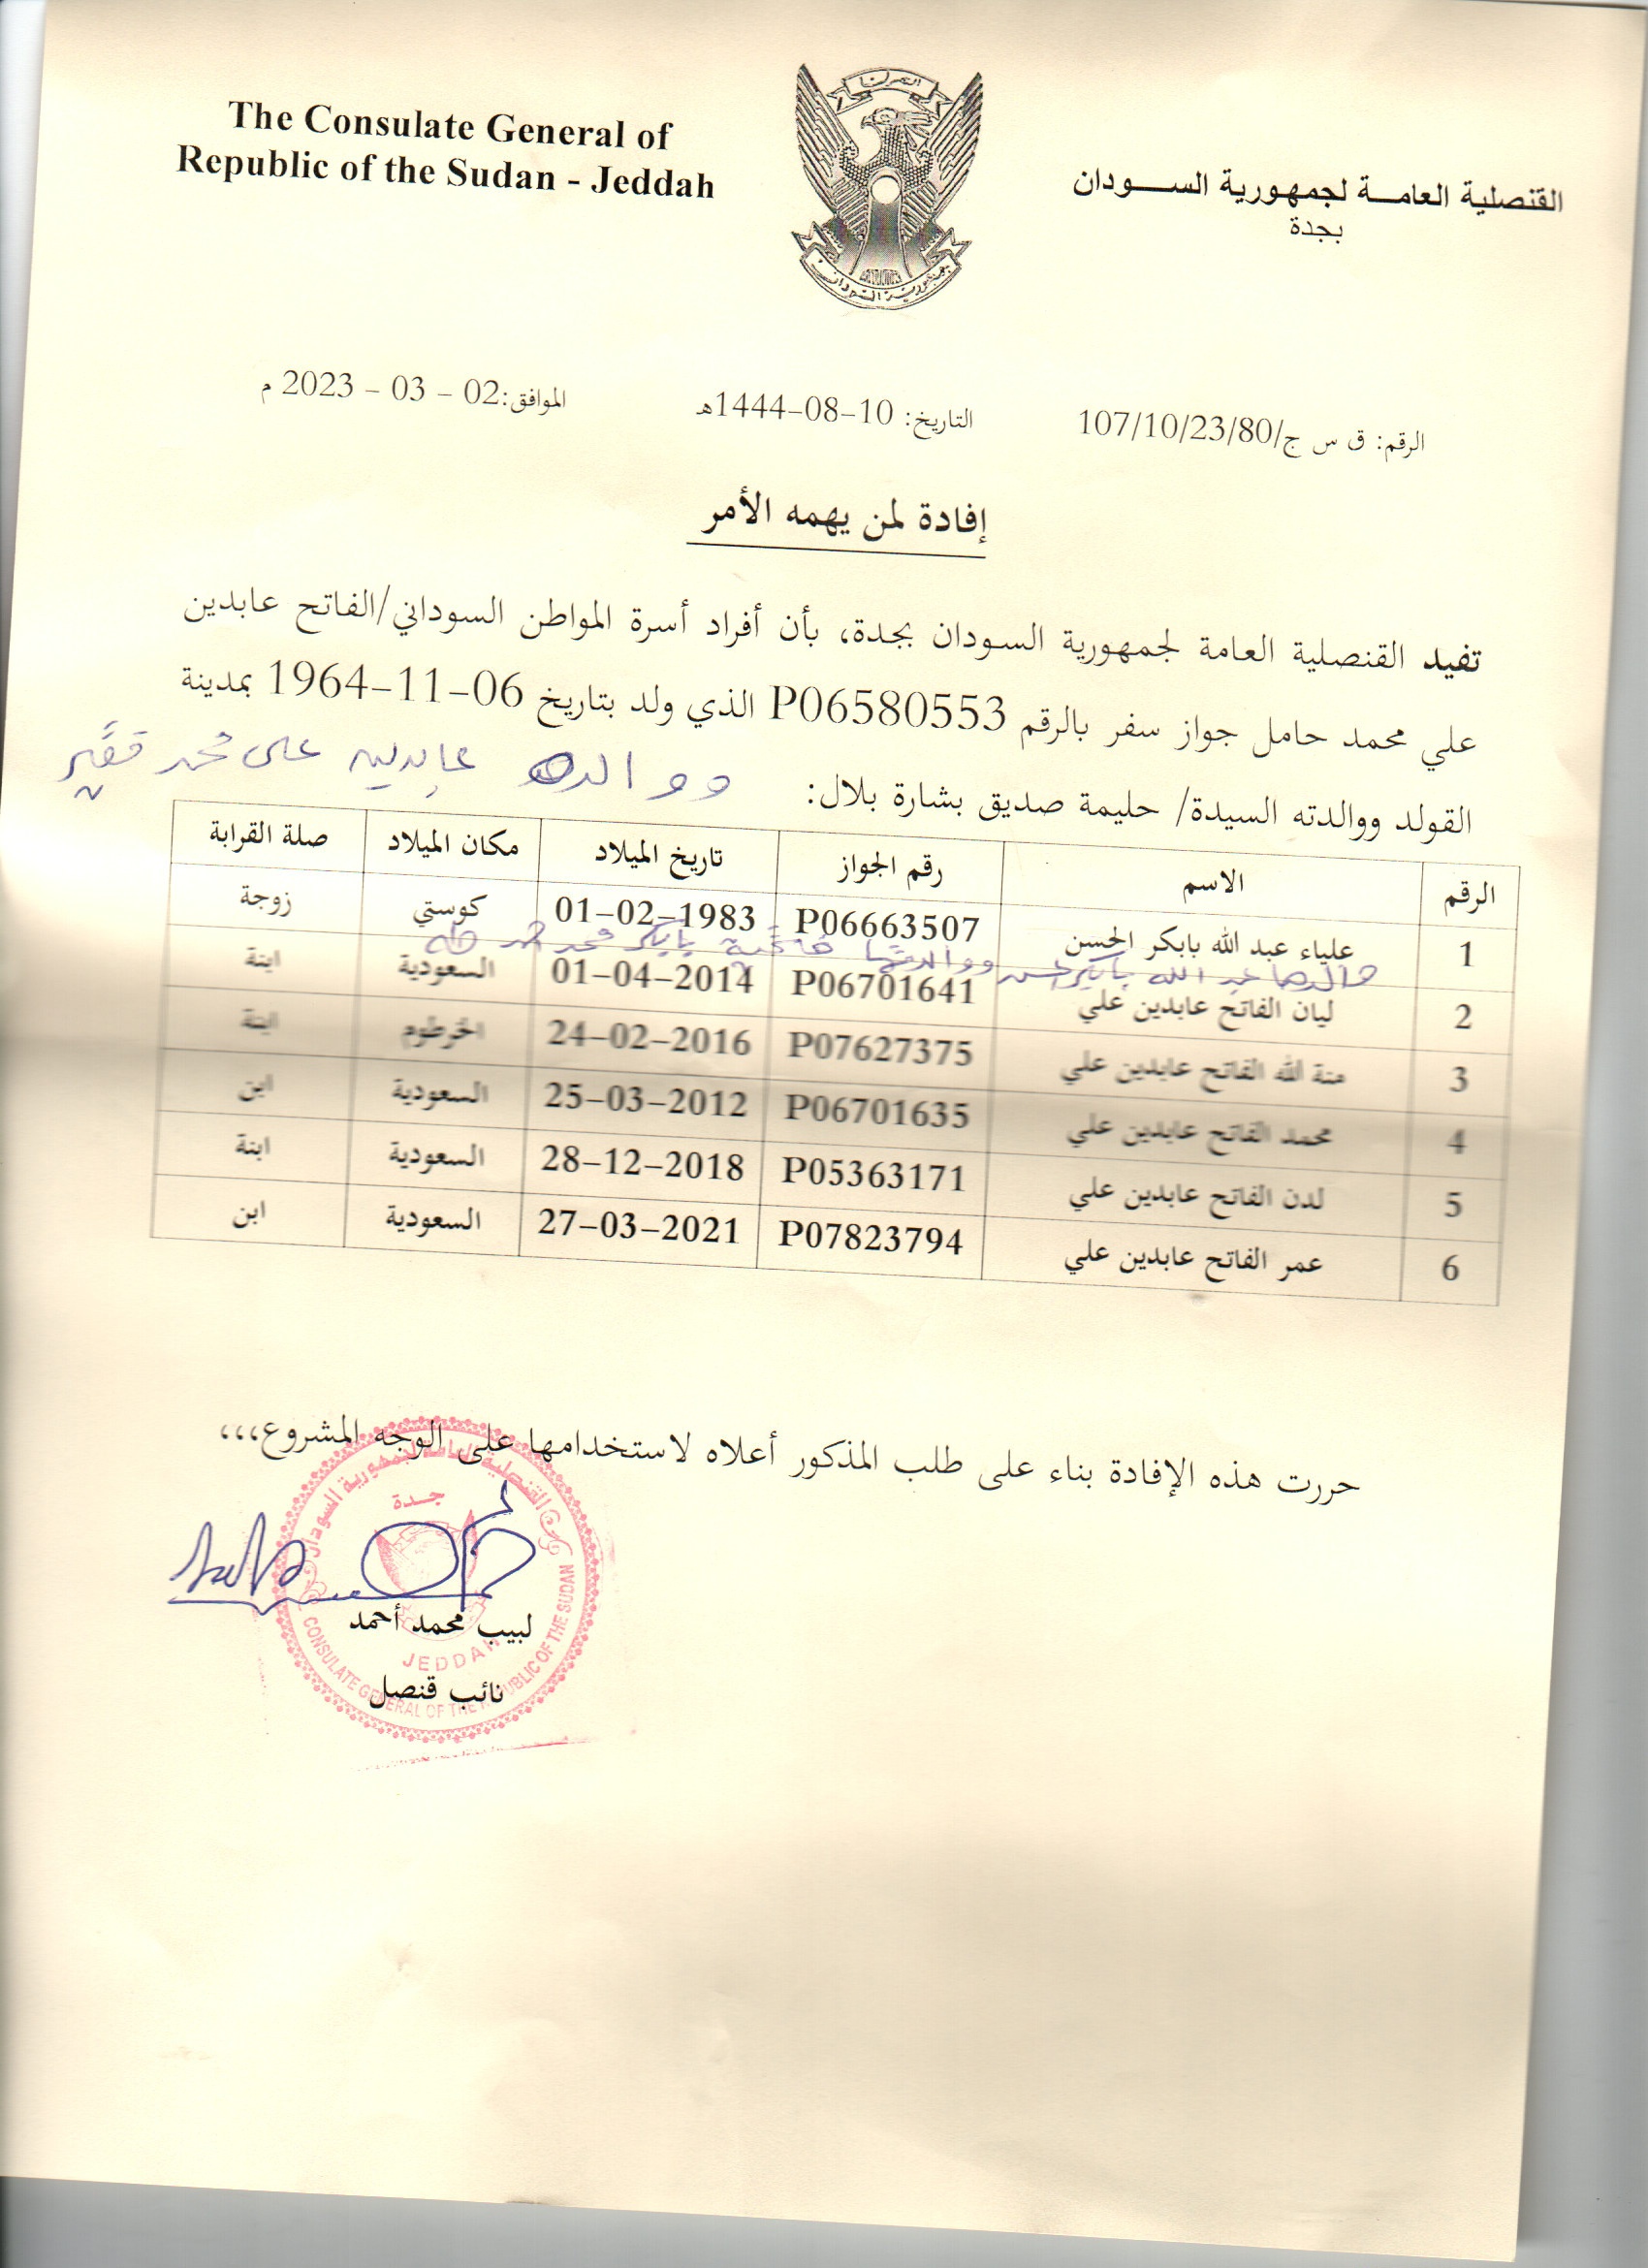 The Consulate General of
Republic of the Sudan - Jeddah
القنصلية العامـــة لجمهورية الســـــودان
بجدة
النصر لنا
جمهورية السودان
الرقم: ق س ج/107/10/23/80
التاريخ: 10-08-1444هـ
الموافق:02 - 03 - 2023 م
إفادة لمن يهمه الأمر
تفيد القنصلية العامة لجمهورية السودان بجدة، بأن أفراد أسرة المواطن السوداني/الفاتح عابدين
علي محمد حامل جواز سفر بالرقم P06580553 الذي ولد بتاريخ 06-11-1964 بمدينة
القولد ووالدته السيدة/ حليمة صديق بشارة بلال:
ووالده عابدين على محمد فقير
الرقم الاسم رقم الجواز تاريخ الميلاد مكان الميلاد صلة القرابة
1 علياء عبد الله بابكر الحسن P06663507 01-02-1983 كوستي زوجة
والدها عبد الله بابكر الحسن ووالدتها بابكر محمد احمد
2 ليان الفاتح عابدين علي P06701641 01-04-2014 السعودية ابنة
3 منة الله الفاتح عابدين علي P07627375 24-02-2016 الخرطوم ابنة
4 محمد الفاتح عابدين علي P06701635 25-03-2012 السعودية ابن
5 لدن الفاتح عابدين علي P05363171 28-12-2018 السعودية ابنة
6 عمر الفاتح عابدين علي P07823794 27-03-2021 السعودية ابن
حررت هذه الإفادة بناء على طلب المذكور أعلاه لاستخدامها على الوجه المشروع،،،
القنصلية العامة لجمهورية السودان
جـدة
لبيب محمد أحمد
JEDDAH
نائب قنصل
CONSULATE GENERAL OF THE REPUBLIC OF THE SUDAN